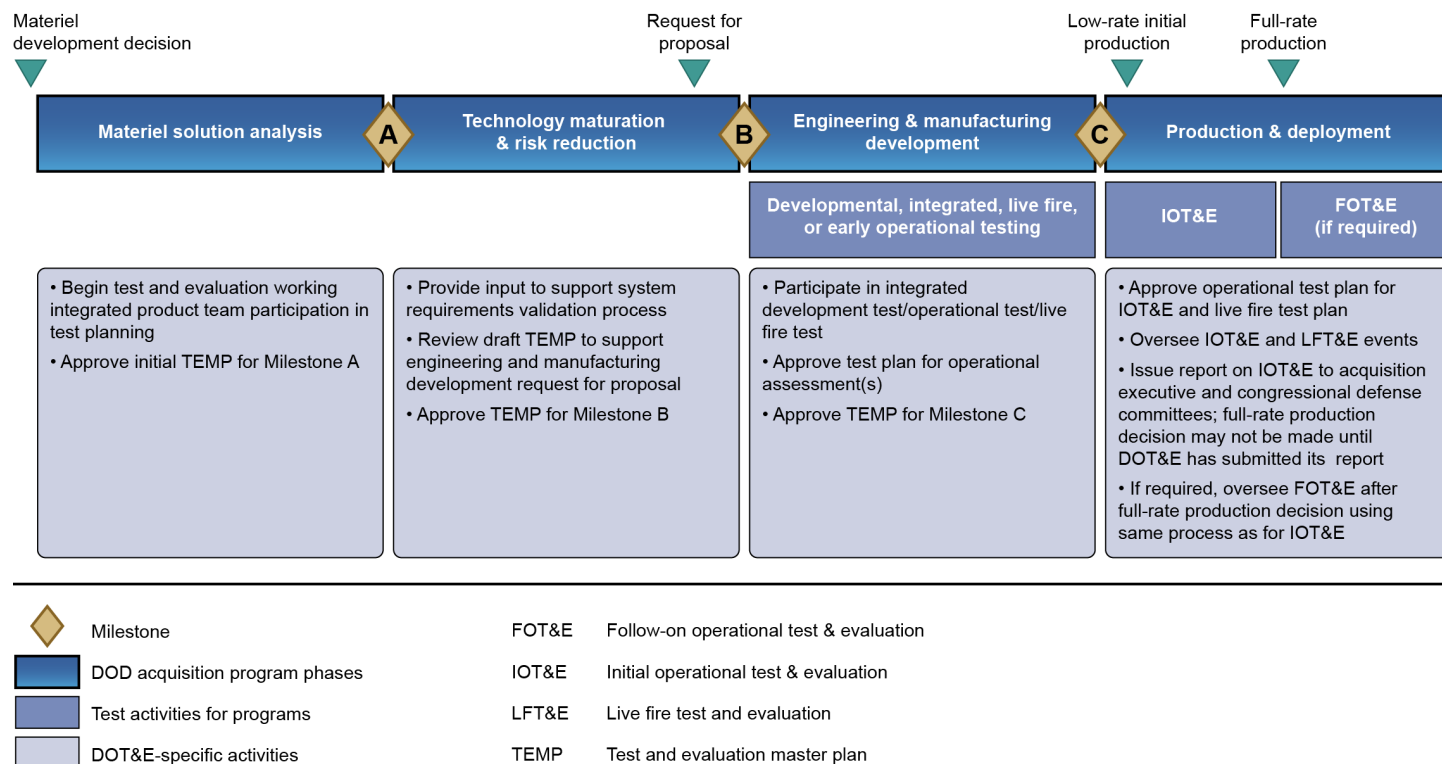 Materiel
development decision
Request for
proposal
Low-rate initial
production
Full-rate
production
Materiel solution analysis
A
Technology maturation
& risk reduction
B
Engineering & manufacturing
development
C
Production & deployment
Developmental, integrated, live fire,
or early operational testing
IOT&E
FOT&E
(if required)
• Begin test and evaluation working
integrated product team participation in
test planning
• Approve initial TEMP for Milestone A
• Provide input to support system
requirements validation process
• Review draft TEMP to support
engineering and manufacturing
development request for proposal
• Approve TEMP for Milestone B
• Participate in integrated
development test/operational test/live
fire test
• Approve test plan for operational
assessment(s)
• Approve TEMP for Milestone C
• Approve operational test plan for
IOT&E and live fire test plan
• Oversee IOT&E and LFT&E events
• Issue report on IOT&E to acquisition
executive and congressional defense
committees; full-rate production
decision may not be made until
DOT&E has submitted its  report
• If required, oversee FOT&E after
full-rate production decision using
same process as for IOT&E
Milestone
DOD acquisition program phases
Test activities for programs
DOT&E-specific activities
FOT&E Follow-on operational test & evaluation
IOT&E Initial operational test & evaluation
LFT&E Live fire test and evaluation
TEMP Test and evaluation master plan